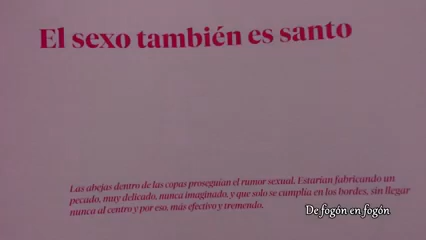 El sexo también es santo
Las abejas dentro de las copas proseguían el rumor sexual. Estarían fabricando un
pecado, muy delicado, nunca imaginado, y que solo se cumplía en los bordes, sin llegar
nunca al centro y por eso, más efectivo y tremendo.
De fogón en fogón